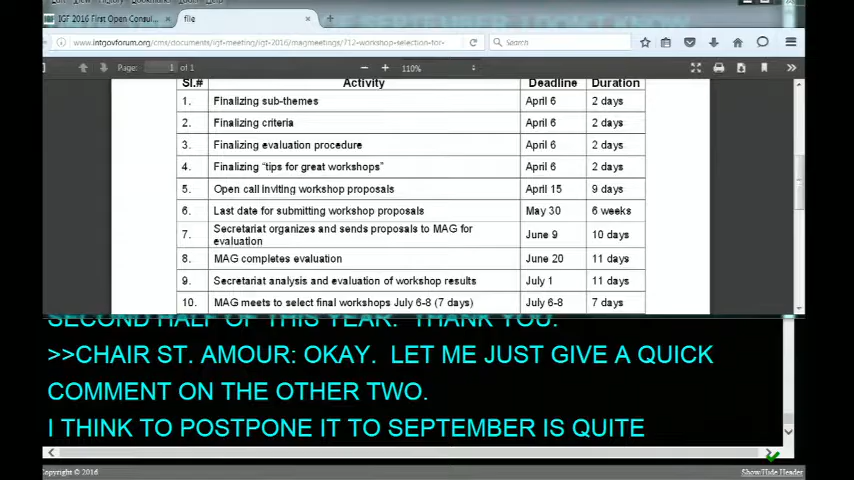 IGF 2016 First Open Consul...
file
www.intgovforum.org/cms/documents/igf-meeting/igf-2016/magmeetings/712-workshop-selection-for-
Search
Page: 1 of 1
110%
Sl.# Activity Deadline Duration
1. Finalizing sub-themes April 6 2 days
2. Finalizing criteria April 6 2 days
3. Finalizing evaluation procedure April 6 2 days
4. Finalizing “tips for great workshops” April 6 2 days
5. Open call inviting workshop proposals April 15 9 days
6. Last date for submitting workshop proposals May 30 6 weeks
7. Secretariat organizes and sends proposals to MAG for
evaluation June 9 10 days
8. MAG completes evaluation June 20 11 days
9. Secretariat analysis and evaluation of workshop results July 1 11 days
10. MAG meets to select final workshops July 6-8 (7 days) July 6-8 7 days
SECOND HALF OF THIS YEAR. THANK YOU.
>>CHAIR ST. AMOUR: OKAY. LET ME JUST GIVE A QUICK
COMMENT ON THE OTHER TWO.
I THINK TO POSTPONE IT TO SEPTEMBER IS QUITE
Copyright © 2016
Show/Hide Header